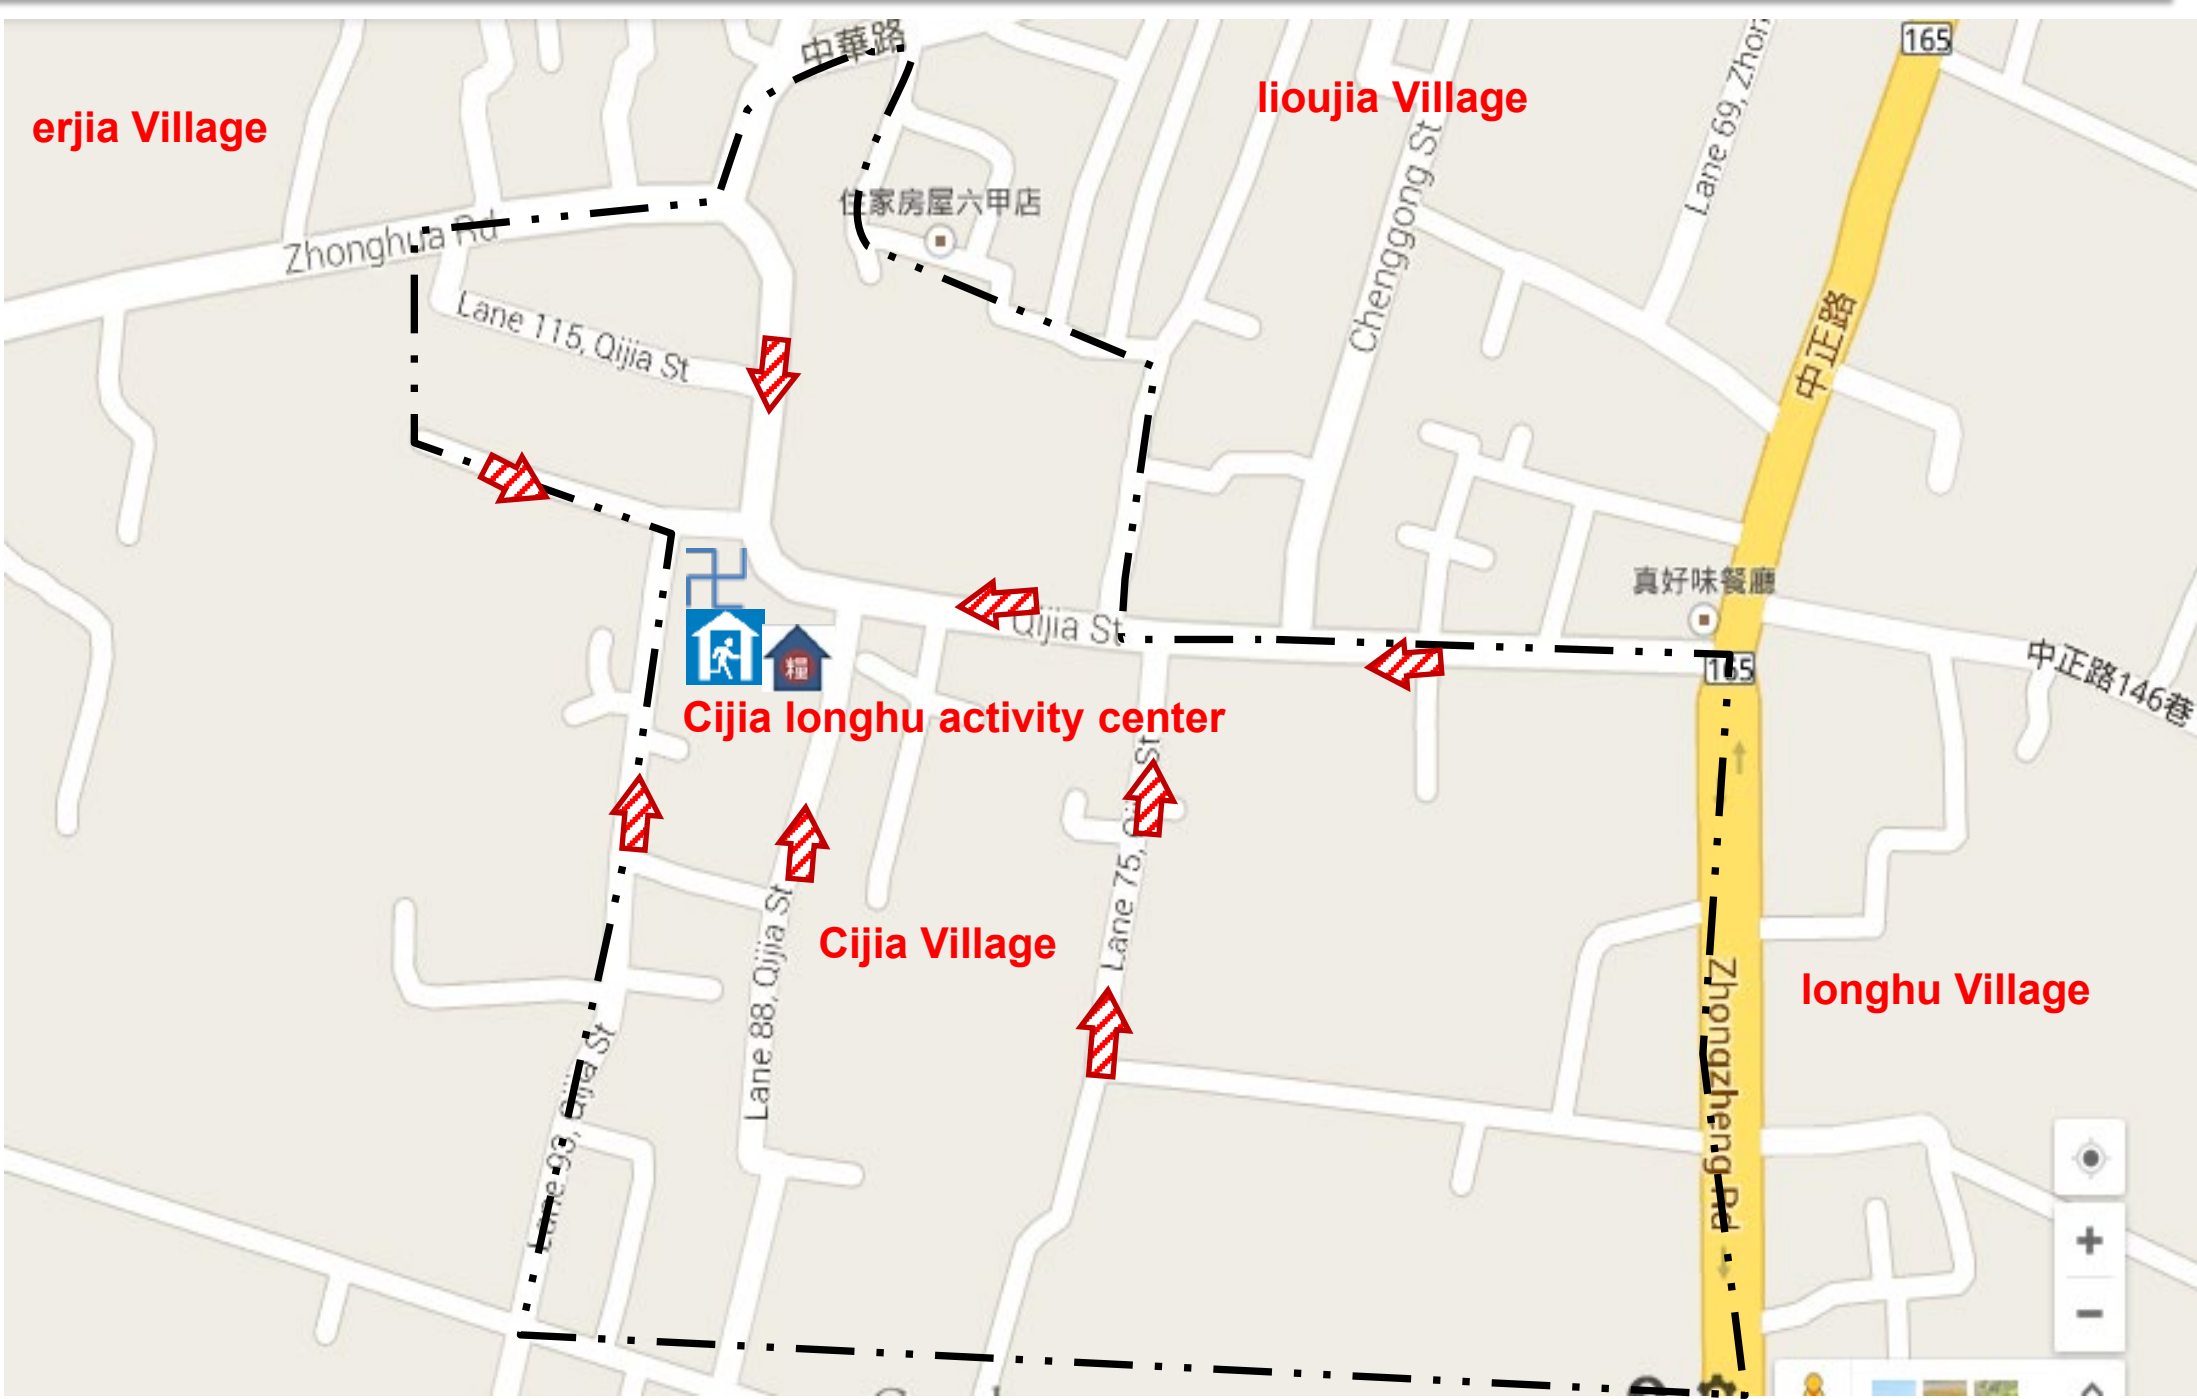 中華路
165
Lane 69, Zhon
lioujia Village
erjia Village
住家房屋六甲店
Chenggong St
Zhonghua Rd
Lane 115, Qijia St
中正路
真好味餐廳
Qijia St
165
糧
中正路146巷
Cijia longhu activity center
Lane 75, Qijia St
Cijia Village
Lane 88, Qijia St
longhu Village
Zhongzheng Rd
Lane 93, Qijia St
+
−